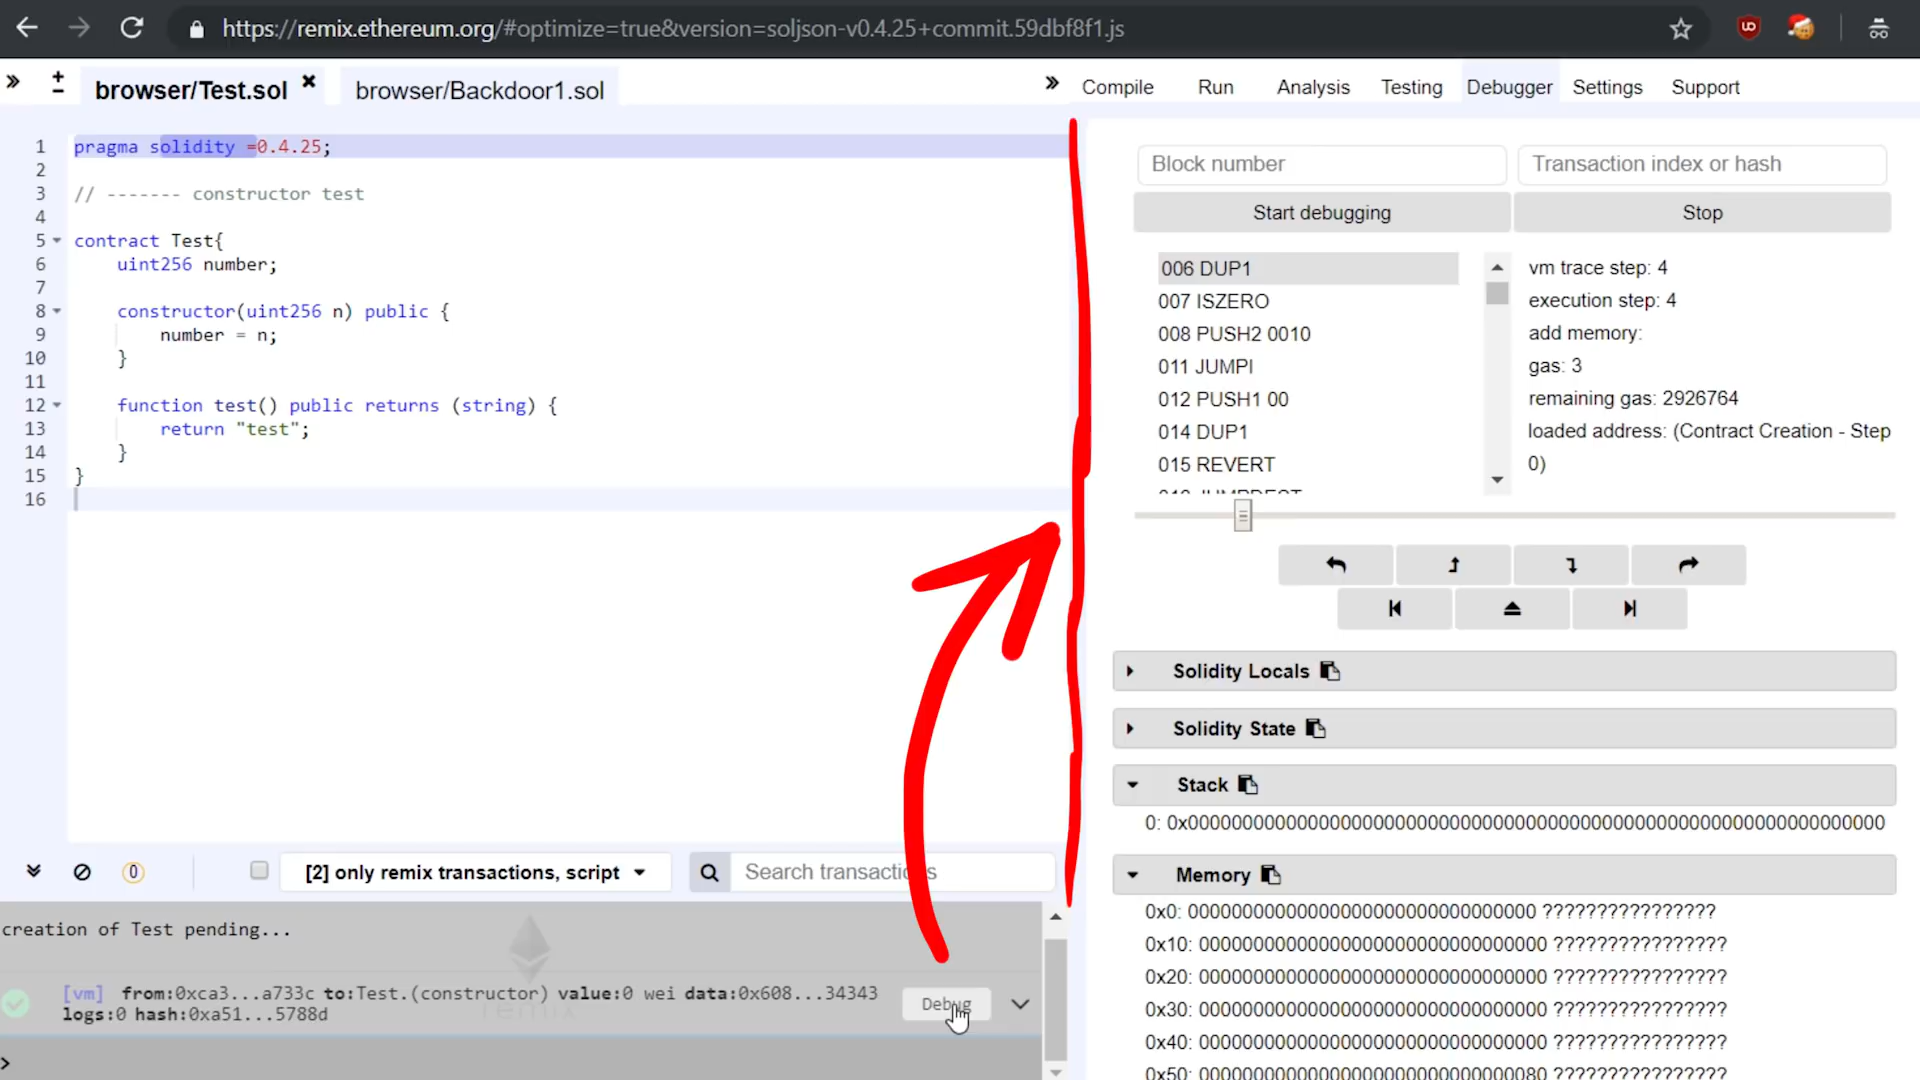 https://remix.ethereum.org/#optimize=true&version=soljson-v0.4.25+commit.59dbf8f1.js
browser/Test.sol
browser/Backdoor1.sol
Compile
Run
Analysis
Testing
Debugger
Settings
Support
1 pragma solidity =0.4.25;
2
3 // ------- constructor test
4
5 contract Test{
6 uint256 number;
7
8 constructor(uint256 n) public {
9 number = n;
10 }
11
12 function test() public returns (string) {
13 return "test";
14 }
15 }
16
0
[2] only remix transactions, script
Search transactions
creation of Test pending...
[vm] from:0xca3...a733c to:Test.(constructor) value:0 wei data:0x608...34343
logs:0 hash:0xa51...5788d
Debug
remix
>
Block number
Transaction index or hash
Start debugging
Stop
006 DUP1
007 ISZERO
008 PUSH2 0010
011 JUMPI
012 PUSH1 00
014 DUP1
015 REVERT
016 JUMPDEST
vm trace step: 4
execution step: 4
add memory:
gas: 3
remaining gas: 2926764
loaded address: (Contract Creation - Step
0)
Solidity Locals
Solidity State
Stack
0: 0x0000000000000000000000000000000000000000000000000000000000000000
Memory
0x0: 00000000000000000000000000000000 ????????????????
0x10: 00000000000000000000000000000000 ????????????????
0x20: 00000000000000000000000000000000 ????????????????
0x30: 00000000000000000000000000000000 ????????????????
0x40: 00000000000000000000000000000000 ????????????????
0x50: 00000000000000000000000000000080 ????????????????